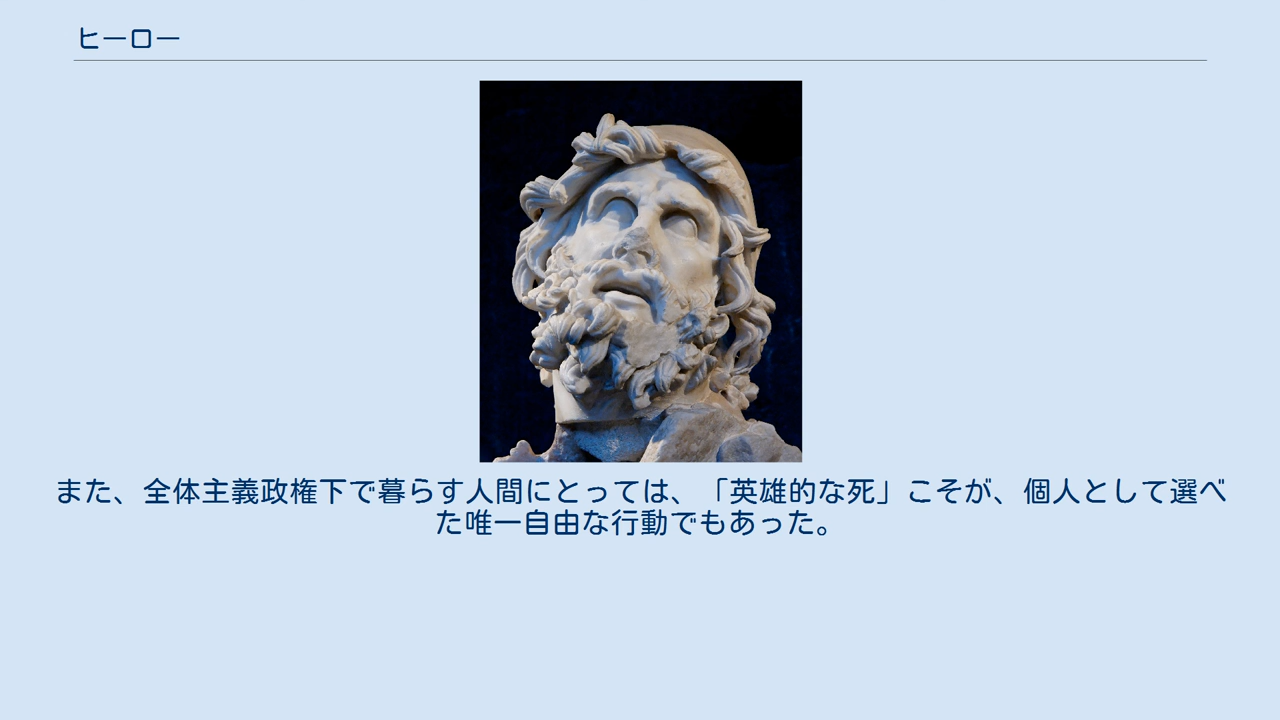 ヒーロー
また、全体主義政権下で暮らす人間にとっては、「英雄的な死」こそが、個人として選べ
た唯一自由な行動でもあった。